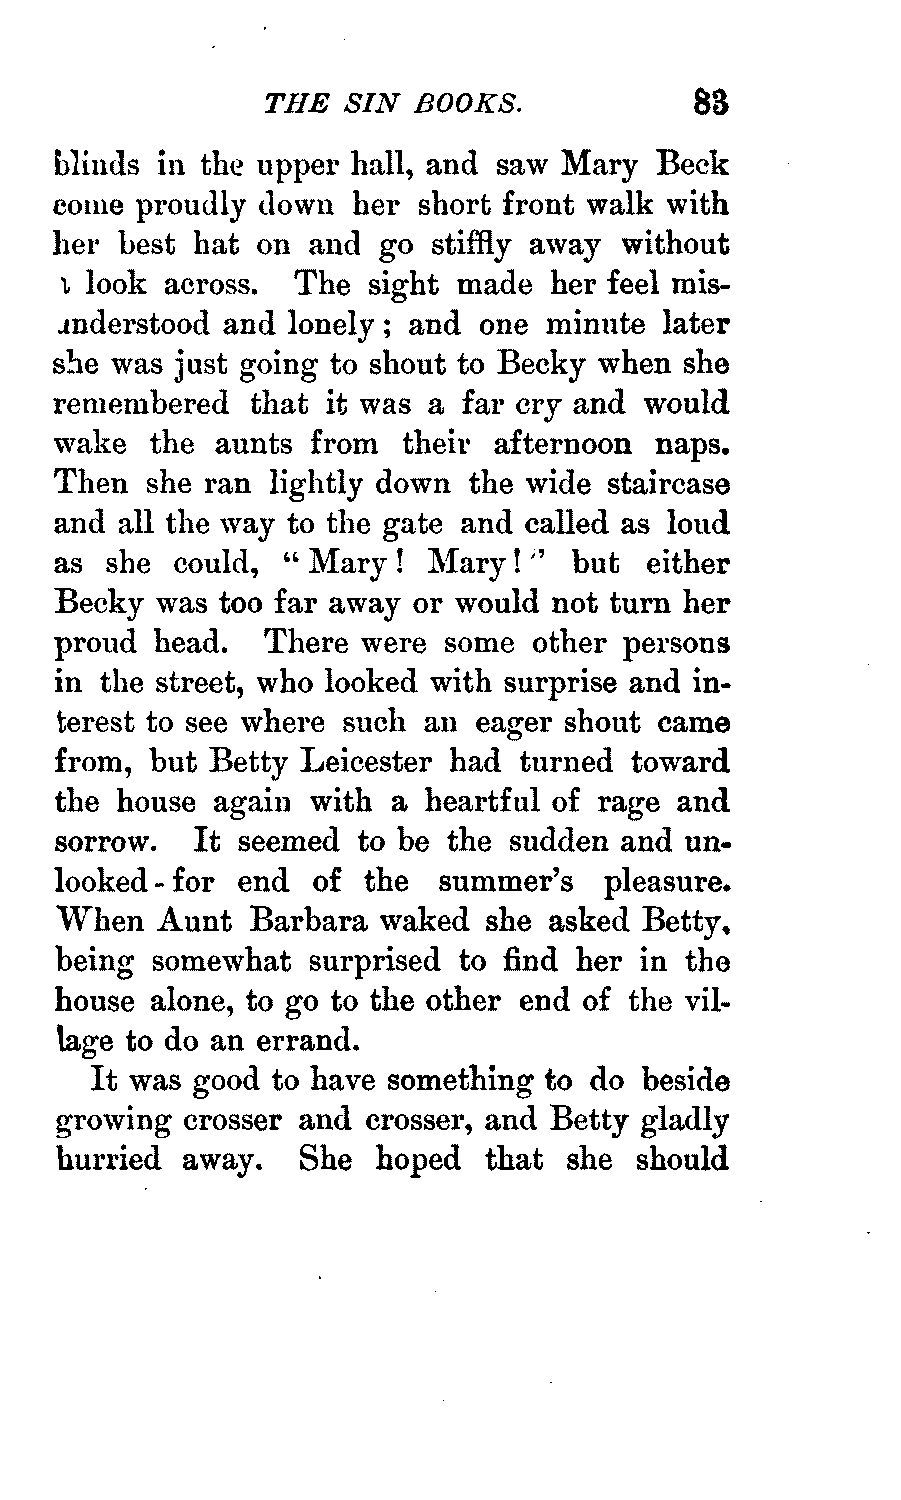 THE SIN BOOKS. 83
blinds in the upper hall, and saw Mary Beck
come proudly down her short front walk with
her best hat on and go stiffly away without
a look across. The sight made her feel mis-
understood and lonely; and one minute later
she was just going to shout to Becky when she
remembered that it was a far cry and would
wake the aunts from their afternoon naps.
Then she ran lightly down the wide staircase
and all the way to the gate and called as loud
as she could, "Mary! Mary!" but either
Becky was too far away or would not turn her
proud head. There were some other persons
in the street, who looked with surprise and in-
terest to see where such an eager shout came
from, but Betty Leicester had turned toward
the house again with a heartful of rage and
sorrow. It seemed to be the sudden and un-
looked-for end of the summer's pleasure.
When Aunt Barbara waked she asked Betty,
being somewhat surprised to find her in the
house alone, to go to the other end of the vil-
lage to do an errand.
It was good to have something to do beside
growing crosser and crosser, and Betty gladly
hurried away. She hoped that she should